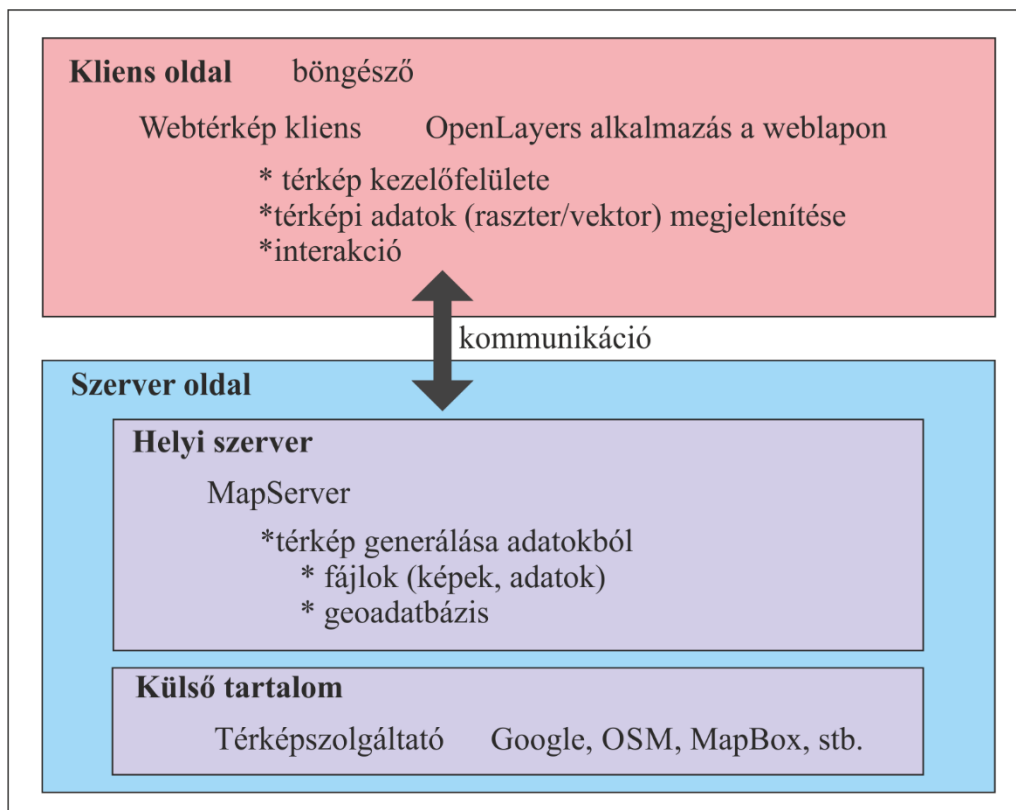 Kliens oldal böngésző
Webtérkép kliens OpenLayers alkalmazás a weblapon
* térkép kezelőfelülete
*térképi adatok (raszter/vektor) megjelenítése
*interakció
kommunikáció
Szerver oldal
Helyi szerver
MapServer
*térkép generálása adatokból
* fájlok (képek, adatok)
* geoadatbázis
Külső tartalom
Térképszolgáltató Google, OSM, MapBox, stb.